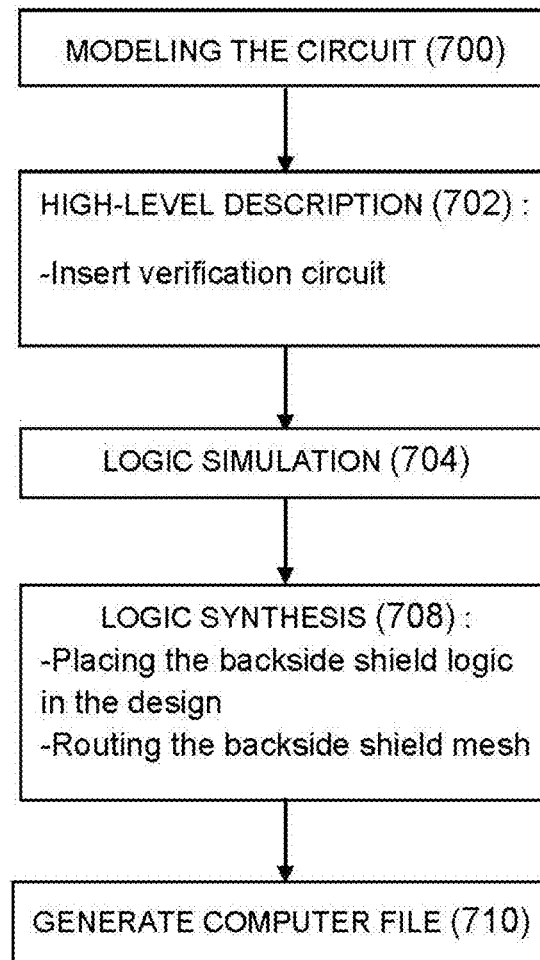 MODELING THE CIRCUIT (700)
HIGH-LEVEL DESCRIPTION (702) :
-Insert verification circuit
LOGIC SIMULATION (704)
LOGIC SYNTHESIS (708) :
-Placing the backside shield logic
in the design
-Routing the backside shield mesh
GENERATE COMPUTER FILE (710)